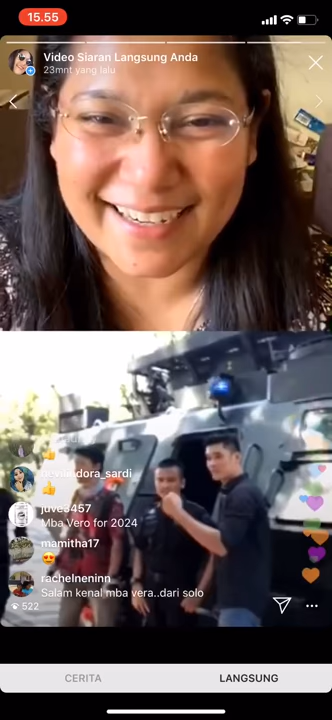 15.55
Video Siaran Langsung Anda
23mnt yang lalu
juve3457
Mba Vero for 2024
mamitha17
rachelneninn
Salam kenal mba vera..dari solo
522
CERITA
LANGSUNG